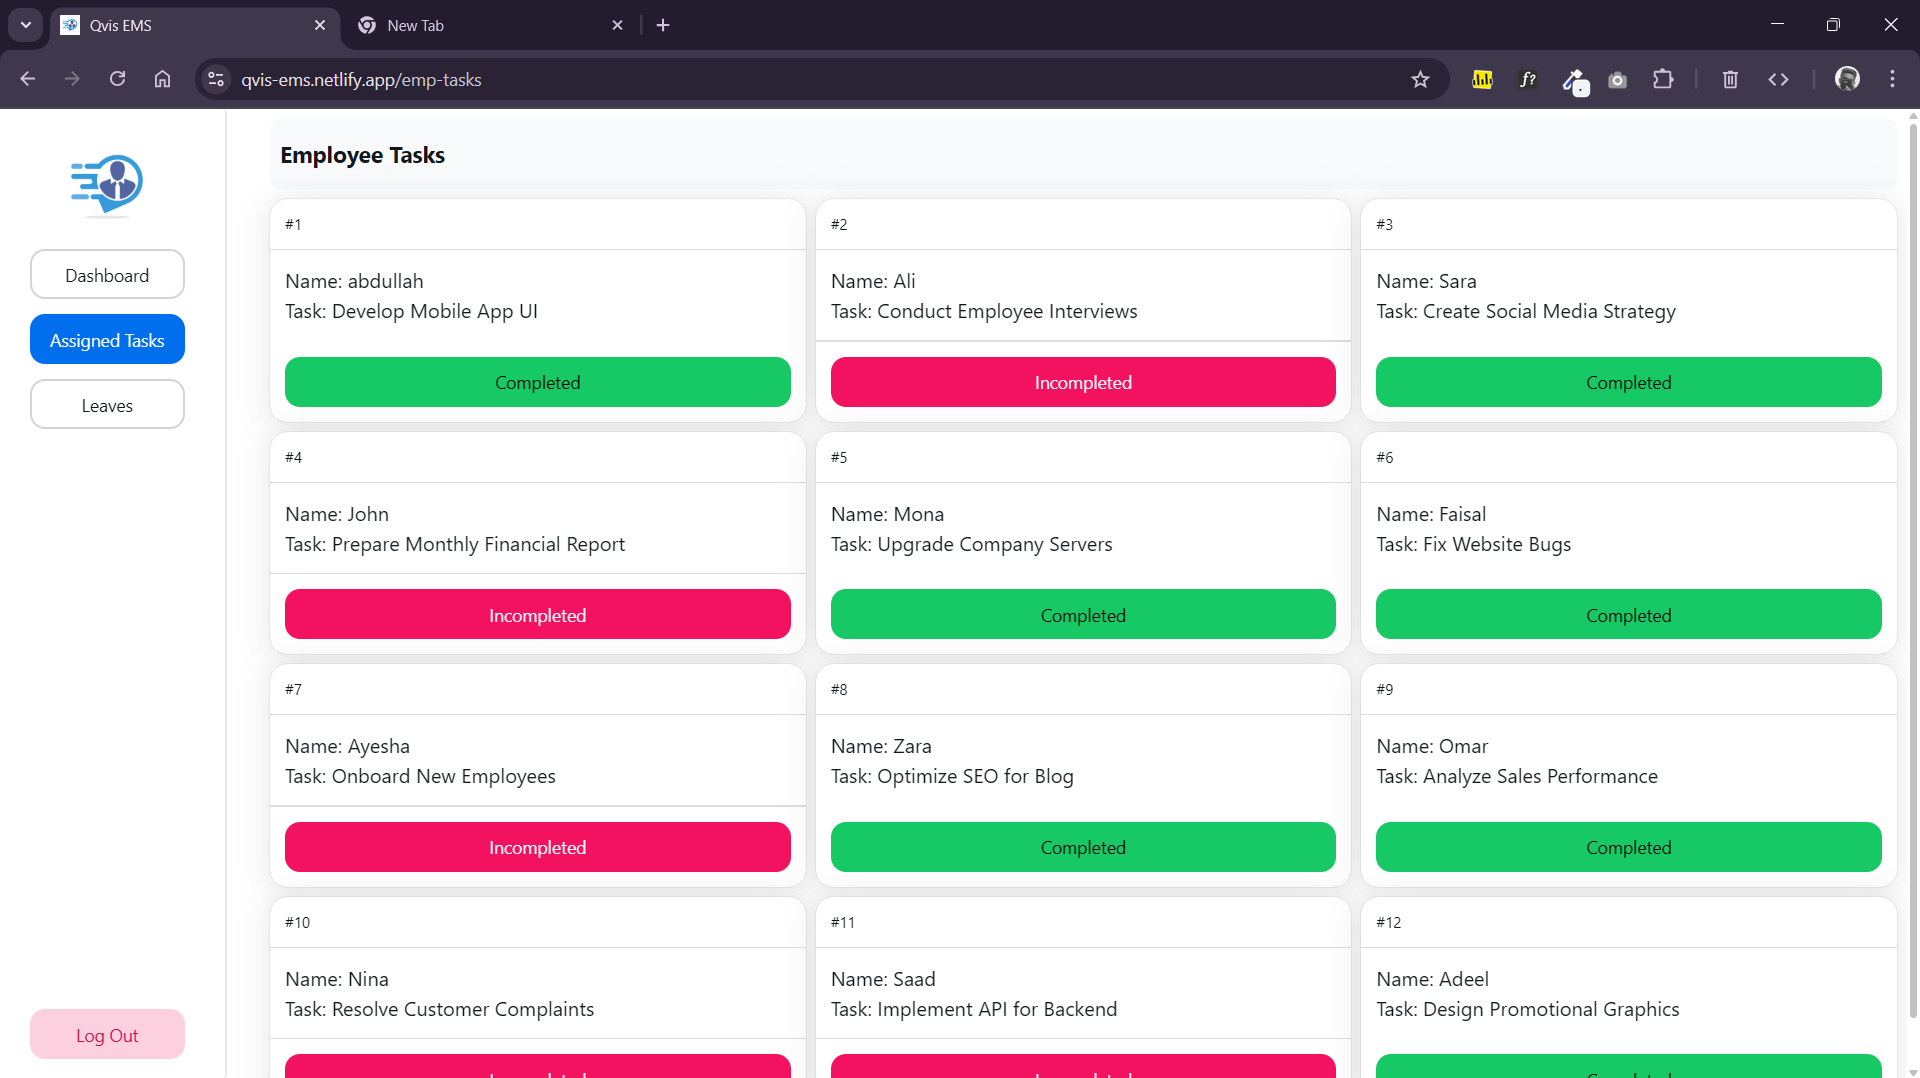 Qvis EMS
New Tab
qvis-ems.netlify.app/emp-tasks
f?
Employee Tasks
Dashboard
Assigned Tasks
Leaves
Log Out
#1
Name: abdullah
Task: Develop Mobile App UI
Completed
#2
Name: Ali
Task: Conduct Employee Interviews
Incompleted
#3
Name: Sara
Task: Create Social Media Strategy
Completed
#4
Name: John
Task: Prepare Monthly Financial Report
Incompleted
#5
Name: Mona
Task: Upgrade Company Servers
Completed
#6
Name: Faisal
Task: Fix Website Bugs
Completed
#7
Name: Ayesha
Task: Onboard New Employees
Incompleted
#8
Name: Zara
Task: Optimize SEO for Blog
Completed
#9
Name: Omar
Task: Analyze Sales Performance
Completed
#10
Name: Nina
Task: Resolve Customer Complaints
#11
Name: Saad
Task: Implement API for Backend
#12
Name: Adeel
Task: Design Promotional Graphics